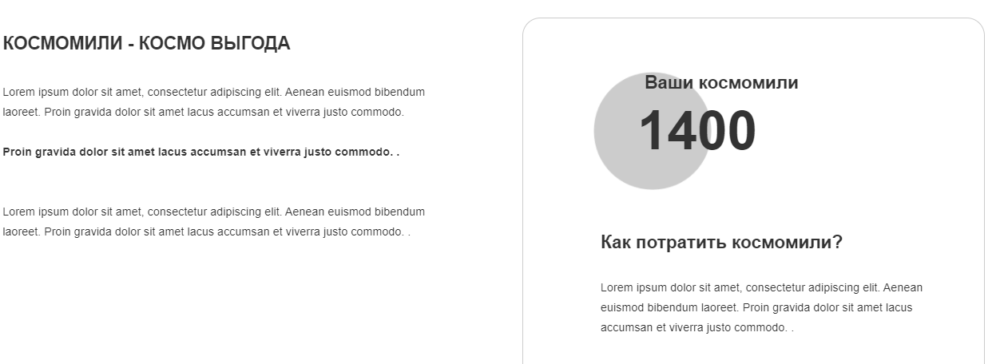 КОСМОМИЛИ - КОСМО ВЫГОДА
Lorem ipsum dolor sit amet, consectetur adipiscing elit. Aenean euismod bibendum
laoreet. Proin gravida dolor sit amet lacus accumsan et viverra justo commodo.
Proin gravida dolor sit amet lacus accumsan et viverra justo commodo. .
Lorem ipsum dolor sit amet, consectetur adipiscing elit. Aenean euismod bibendum
laoreet. Proin gravida dolor sit amet lacus accumsan et viverra justo commodo. .
Ваши космомили
1400
Как потратить космомили?
Lorem ipsum dolor sit amet, consectetur adipiscing elit. Aenean
euismod bibendum laoreet. Proin gravida dolor sit amet lacus
accumsan et viverra justo commodo. .